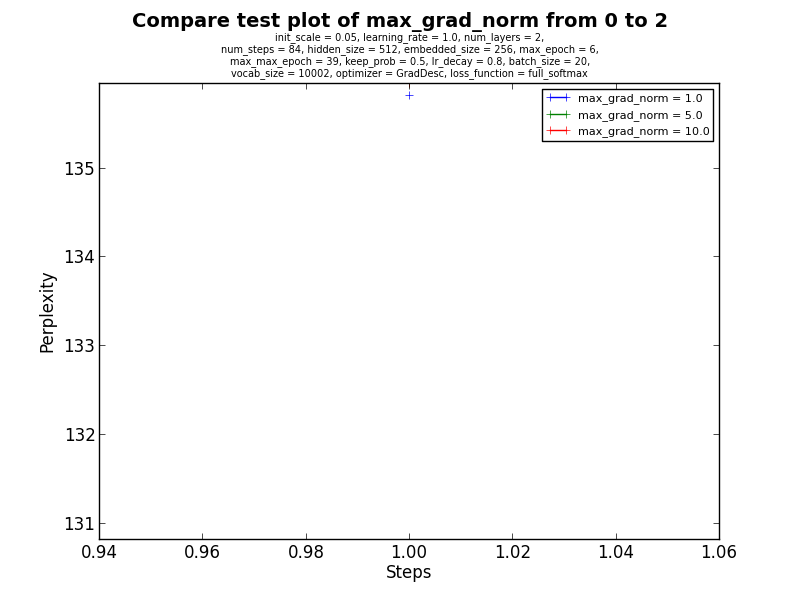 Compare test plot of max_grad_norm from 0 to 2
init_scale = 0.05, learning_rate = 1.0, num_layers = 2,
num_steps = 84, hidden_size = 512, embedded_size = 256, max_epoch = 6,
max_max_epoch = 39, keep_prob = 0.5, lr_decay = 0.8, batch_size = 20,
vocab_size = 10002, optimizer = GradDesc, loss_function = full_softmax
max_grad_norm = 1.0
max_grad_norm = 5.0
max_grad_norm = 10.0
135
134
133
132
131
Perplexity
0.94 0.96 0.98 1.00 1.02 1.04 1.06
Steps